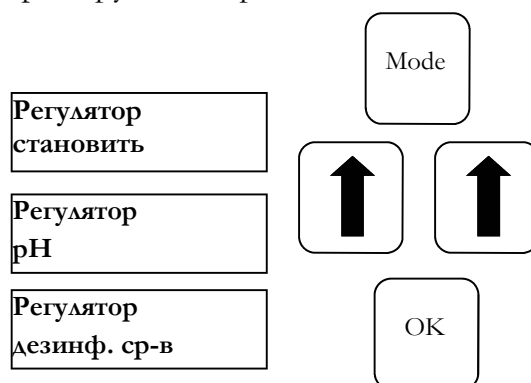 Mode
Регулятор
становить
Регулятор
pH
Регулятор
дезинф. ср-в
OK